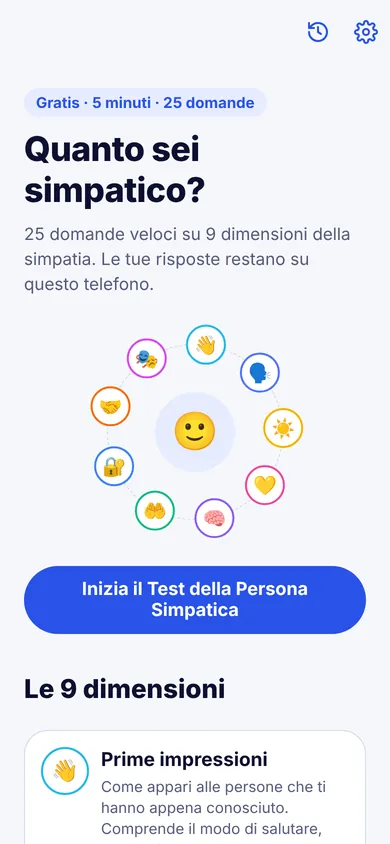 Gratis · 5 minuti · 25 domande
Quanto sei
simpatico?
25 domande veloci su 9 dimensioni della
simpatia. Le tue risposte restano su
questo telefono.
Inizia il Test della Persona
Simpatica
Le 9 dimensioni
Prime impressioni
Come appari alle persone che ti
hanno appena conosciuto.
Comprende il modo di salutare,